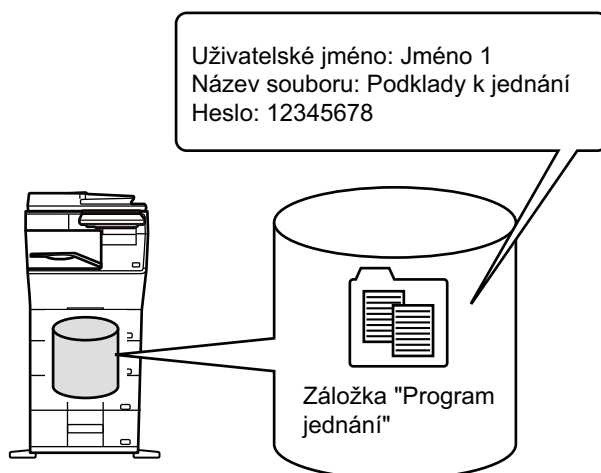 Uživatelské jméno: Jméno 1
Název souboru: Podklady k jednání
Heslo: 12345678
Záložka "Program
jednání"